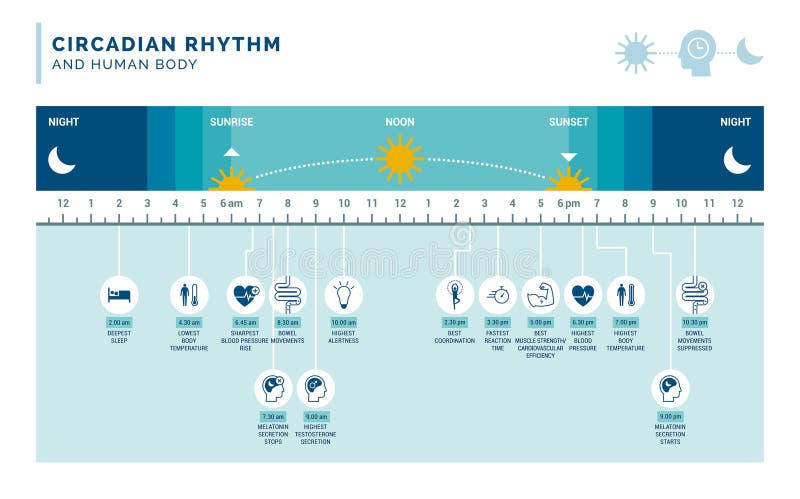 CIRCADIAN RHYTHM
AND HUMAN BODY
NIGHT SUNRISE NOON SUNSET NIGHT
12 1 2 3 4 5 6 am 7 8 9 10 11 12 1 2 3 4 5 6 pm 7 8 9 10 11 12
dreamstime
2.00 am
DEEPEST
SLEEP
4.30 am
LOWEST
BODY
TEMPERATURE
6.45 am
SHARPEST
BLOOD PRESSURE
RISE
8.30 am
BOWEL
MOVEMENTS
10.00 am
HIGHEST
ALERTNESS
2.30 pm
BEST
COORDINATION
3.30 pm
FASTEST
REACTION
TIME
5.00 pm
BEST
MUSCLE STRENGTH/
CARDIOVASCULAR
EFFICIENCY
6.30 pm
HIGHEST
BLOOD
PRESSURE
7.00 pm
HIGHEST
BODY
TEMPERATURE
10.30 pm
BOWEL
MOVEMENTS
SUPPRESSED
7.30 am
MELATONIN
SECRETION
STOPS
9.00 am
HIGHEST
TESTOSTERONE
SECRETION
9.00 pm
MELATONIN
SECRETION
STARTS